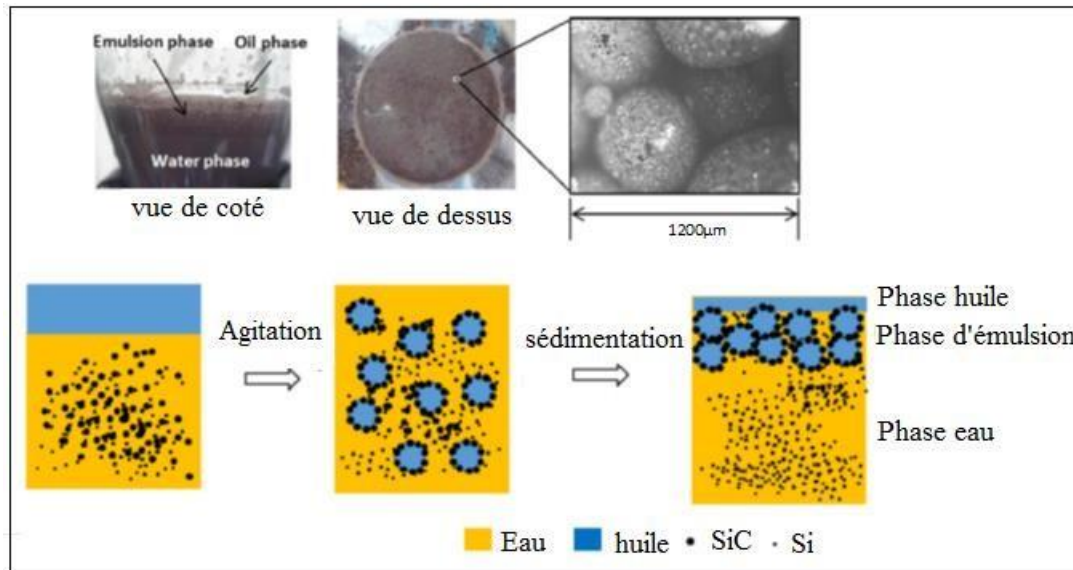 Emulsion phase
Oil phase
Water phase
vue de coté
vue de dessus
1200µm
Agitation
sédimentation
Phase huile
Phase d'émulsion
Phase eau
Eau
huile
SiC
Si